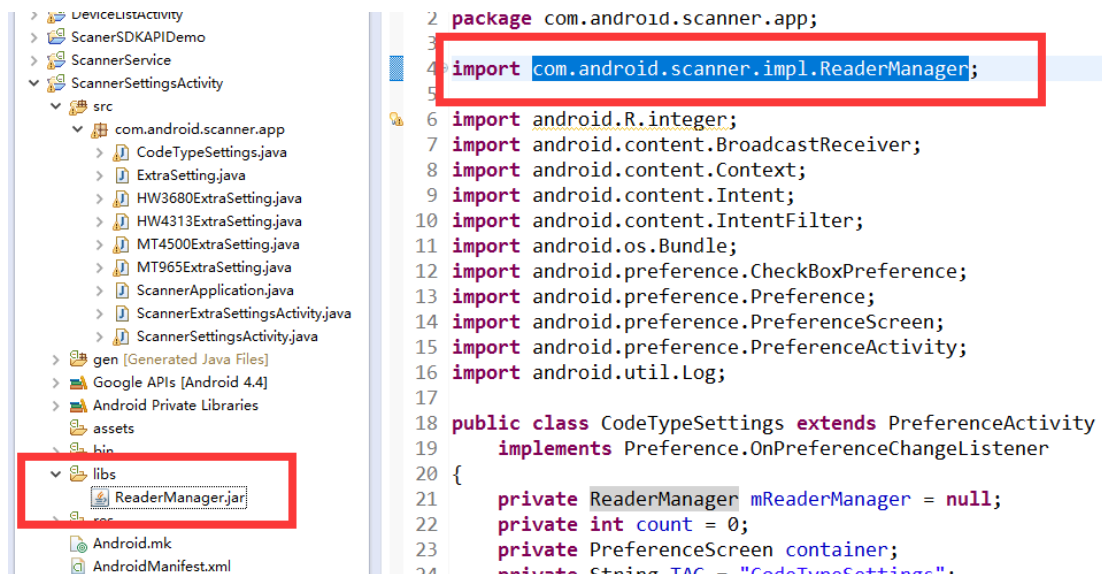 DeviceListActivity
ScanerSDKAPIDemo
ScannerService
ScannerSettingsActivity
src
com.android.scanner.app
CodeTypeSettings.java
ExtraSetting.java
HW3680ExtraSetting.java
HW4313ExtraSetting.java
MT4500ExtraSetting.java
MT965ExtraSetting.java
ScannerApplication.java
ScannerExtraSettingsActivity.java
ScannerSettingsActivity.java
gen [Generated Java Files]
Google APIs [Android 4.4]
Android Private Libraries
assets
bin
libs
ReaderManager.jar
res
Android.mk
AndroidManifest.xml
2 package com.android.scanner.app;
3
4 import com.android.scanner.impl.ReaderManager;
5
6 import android.R.integer;
7 import android.content.BroadcastReceiver;
8 import android.content.Context;
9 import android.content.Intent;
10 import android.content.IntentFilter;
11 import android.os.Bundle;
12 import android.preference.CheckBoxPreference;
13 import android.preference.Preference;
14 import android.preference.PreferenceScreen;
15 import android.preference.PreferenceActivity;
16 import android.util.Log;
17
18 public class CodeTypeSettings extends PreferenceActivity
19 implements Preference.OnPreferenceChangeListener
20 {
21 private ReaderManager mReaderManager = null;
22 private int count = 0;
23 private PreferenceScreen container;
24 private String TAG = "CodeTypeSettings";